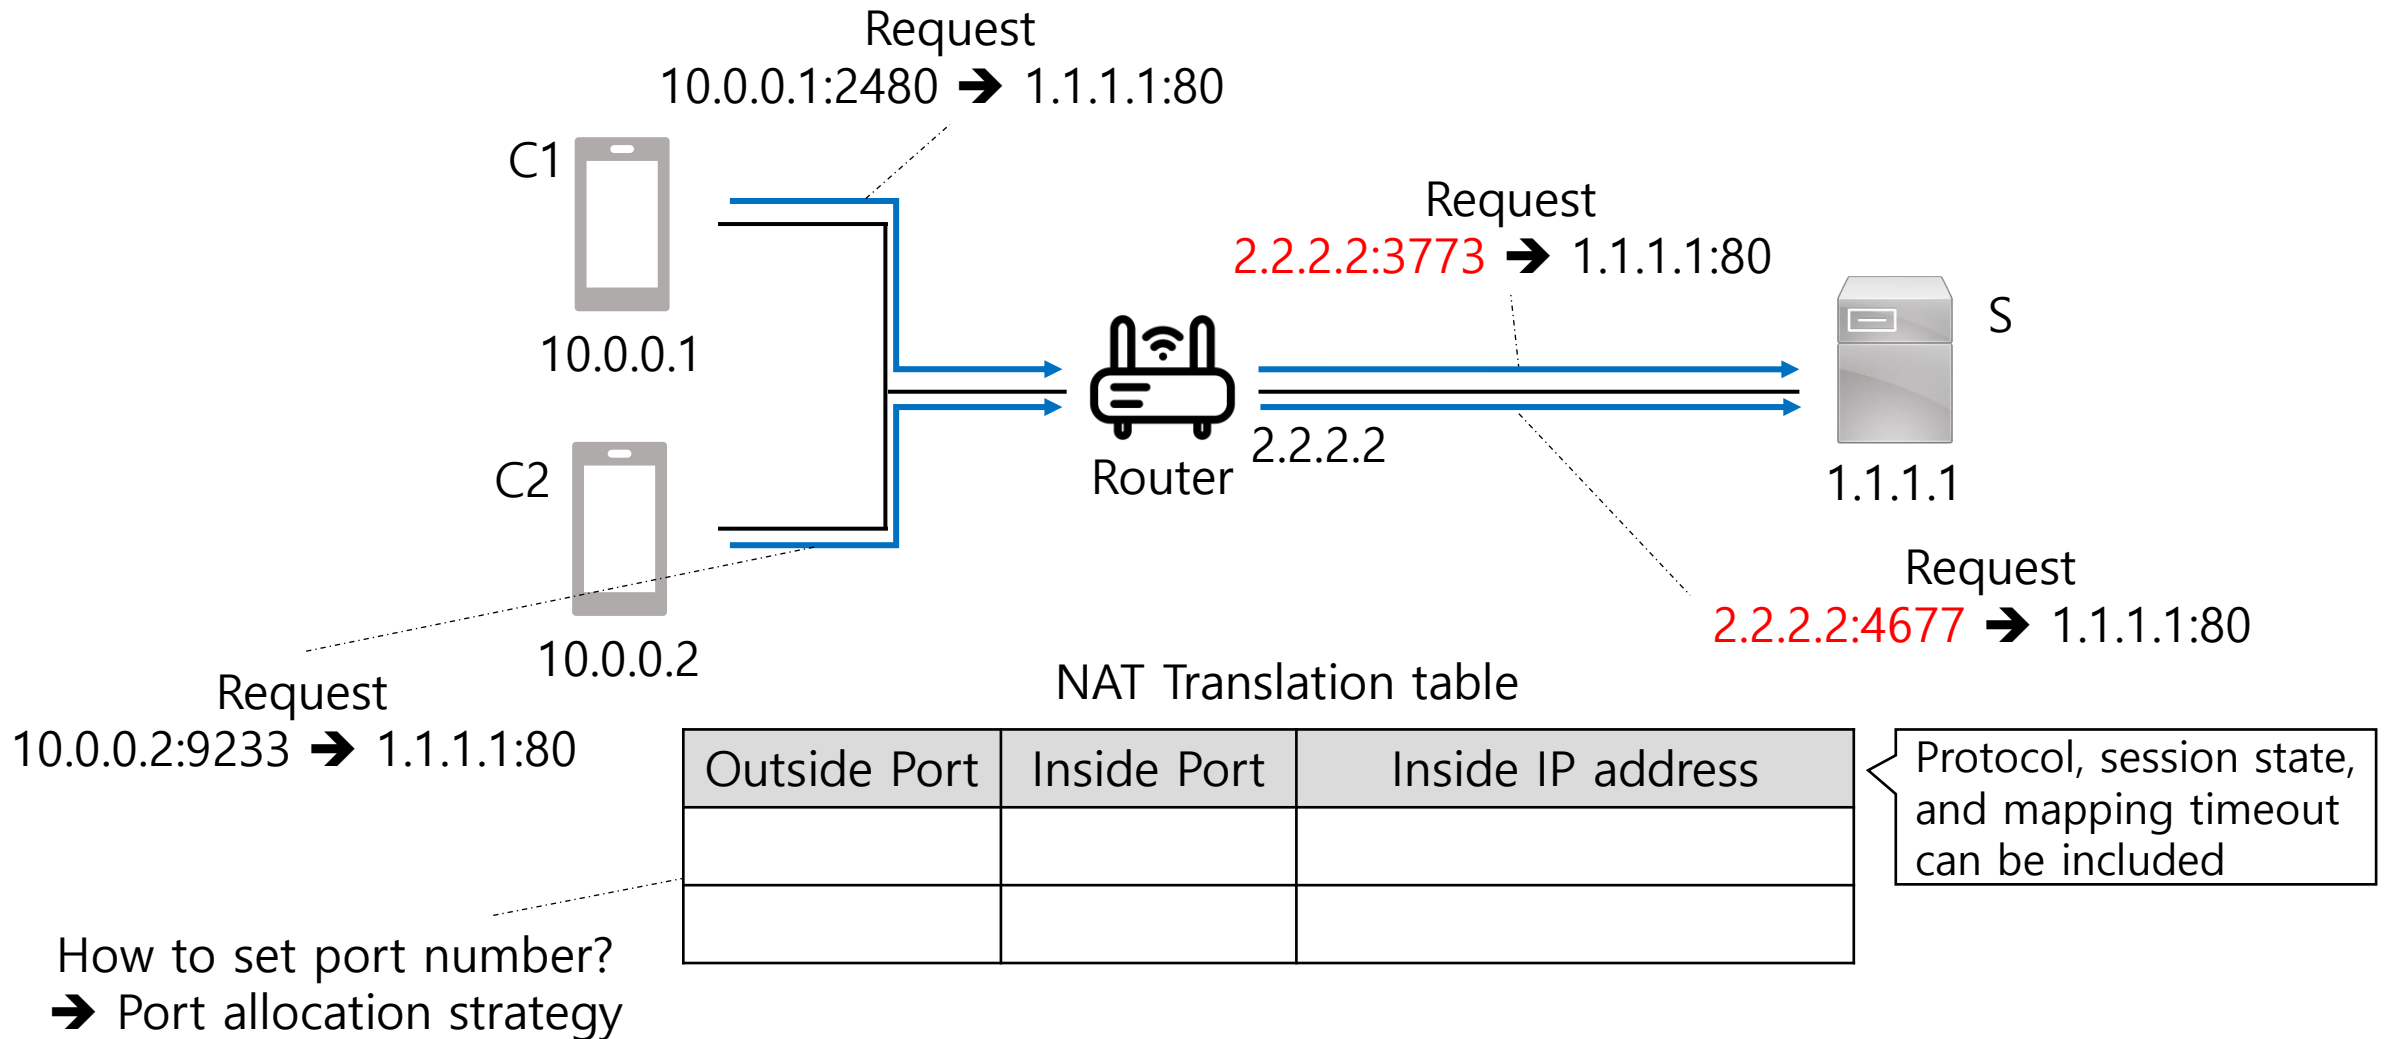 Request
10.0.0.1:2480 ➔ 1.1.1.1:80
C1
10.0.0.1
Request
2.2.2.2:3773 ➔ 1.1.1.1:80
S
1.1.1.1
2.2.2.2
Router
C2
10.0.0.2
Request
2.2.2.2:4677 ➔ 1.1.1.1:80
Request
10.0.0.2:9233 ➔ 1.1.1.1:80
NAT Translation table
Outside Port Inside Port Inside IP address
Protocol, session state,
and mapping timeout
can be included
How to set port number?
➔ Port allocation strategy